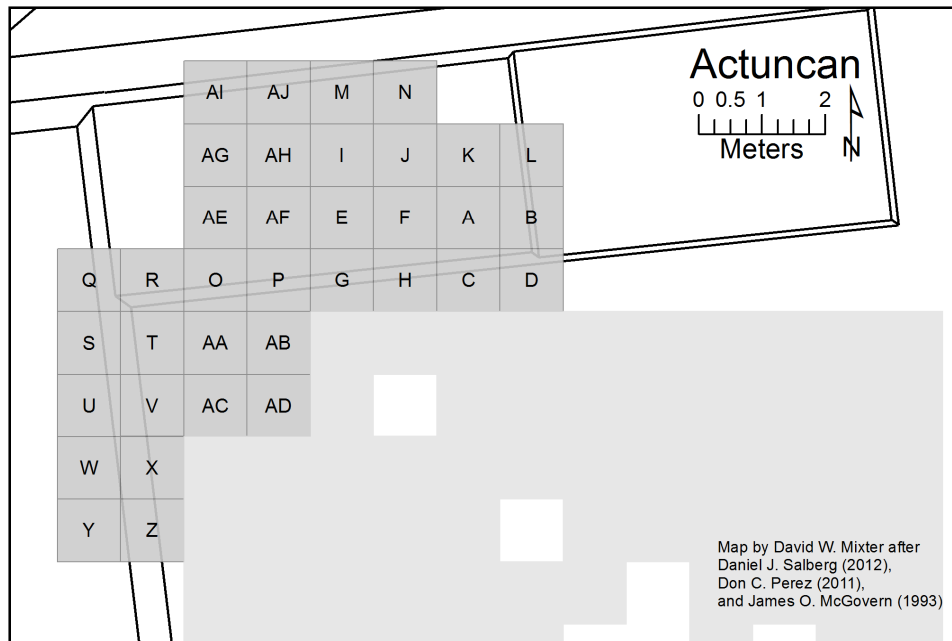 Actuncan
0 0.5 1 2
Meters
N
AI AJ M N
AG AH I J K L
AE AF E F A B
Q R O P G H C D
S T AA AB
U V AC AD
W X
Y Z
Map by David W. Mixter after
Daniel J. Salberg (2012),
Don C. Perez (2011),
and James O. McGovern (1993)